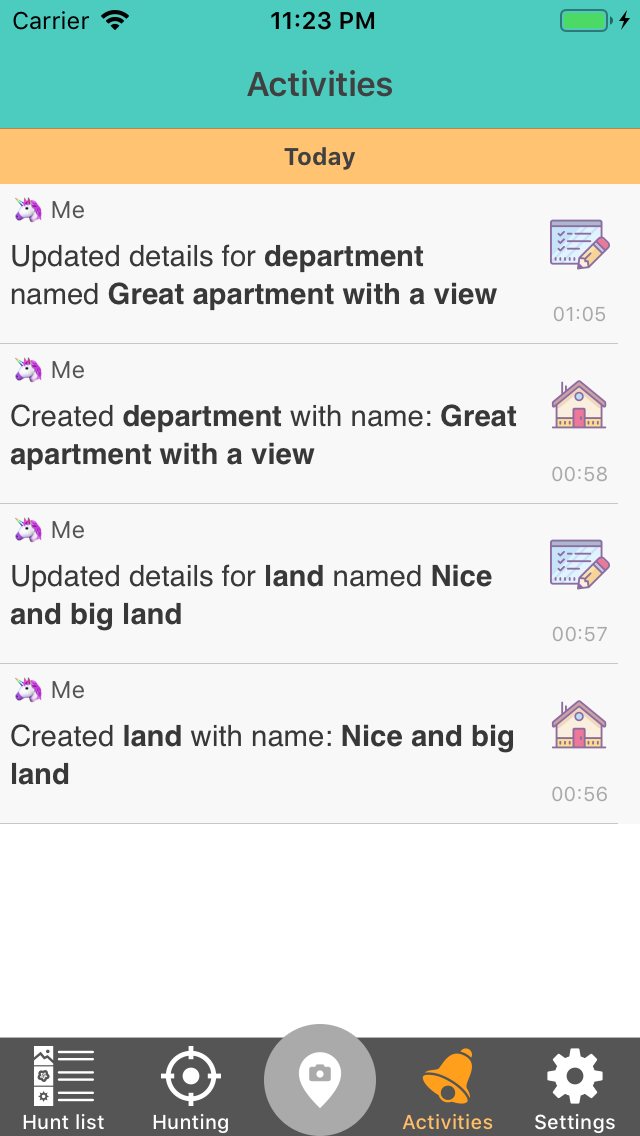 Carrier 11:23 PM
Activities
Today
Me
Updated details for department
named Great apartment with a view
01:05
Me
Created department with name: Great
apartment with a view
00:58
Me
Updated details for land named Nice
and big land
00:57
Me
Created land with name: Nice and big
land
00:56
Hunt list Hunting Activities Settings